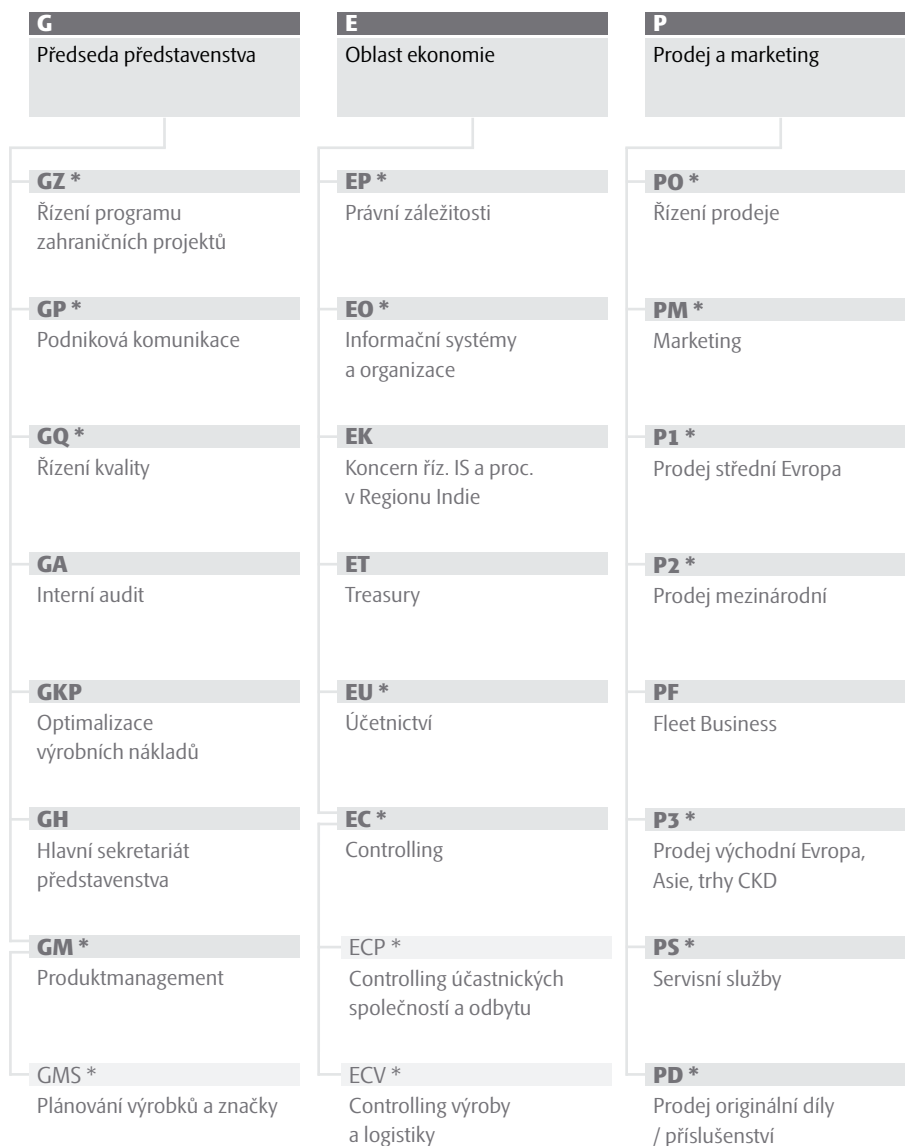 G
Předseda představenstva
GZ *
Řízení programu
zahraničních projektů
GP *
Podniková komunikace
GQ *
Řízení kvality
GA
Interní audit
GKP
Optimalizace
výrobních nákladů
GH
Hlavní sekretariát
představenstva
GM *
Produktmanagement
GMS *
Plánování výrobků a značky
E
Oblast ekonomie
EP *
Právní záležitosti
EO *
Informační systémy
a organizace
EK
Koncern říz. IS a proc.
v Regionu Indie
ET
Treasury
EU *
Účetnictví
EC *
Controlling
ECP *
Controlling účastnických
společností a odbytu
ECV *
Controlling výroby
a logistiky
P
Prodej a marketing
PO *
Řízení prodeje
PM *
Marketing
P1 *
Prodej střední Evropa
P2 *
Prodej mezinárodní
PF
Fleet Business
P3 *
Prodej východní Evropa,
Asie, trhy CKD
PS *
Servisní služby
PD *
Prodej originální díly
/ příslušenství